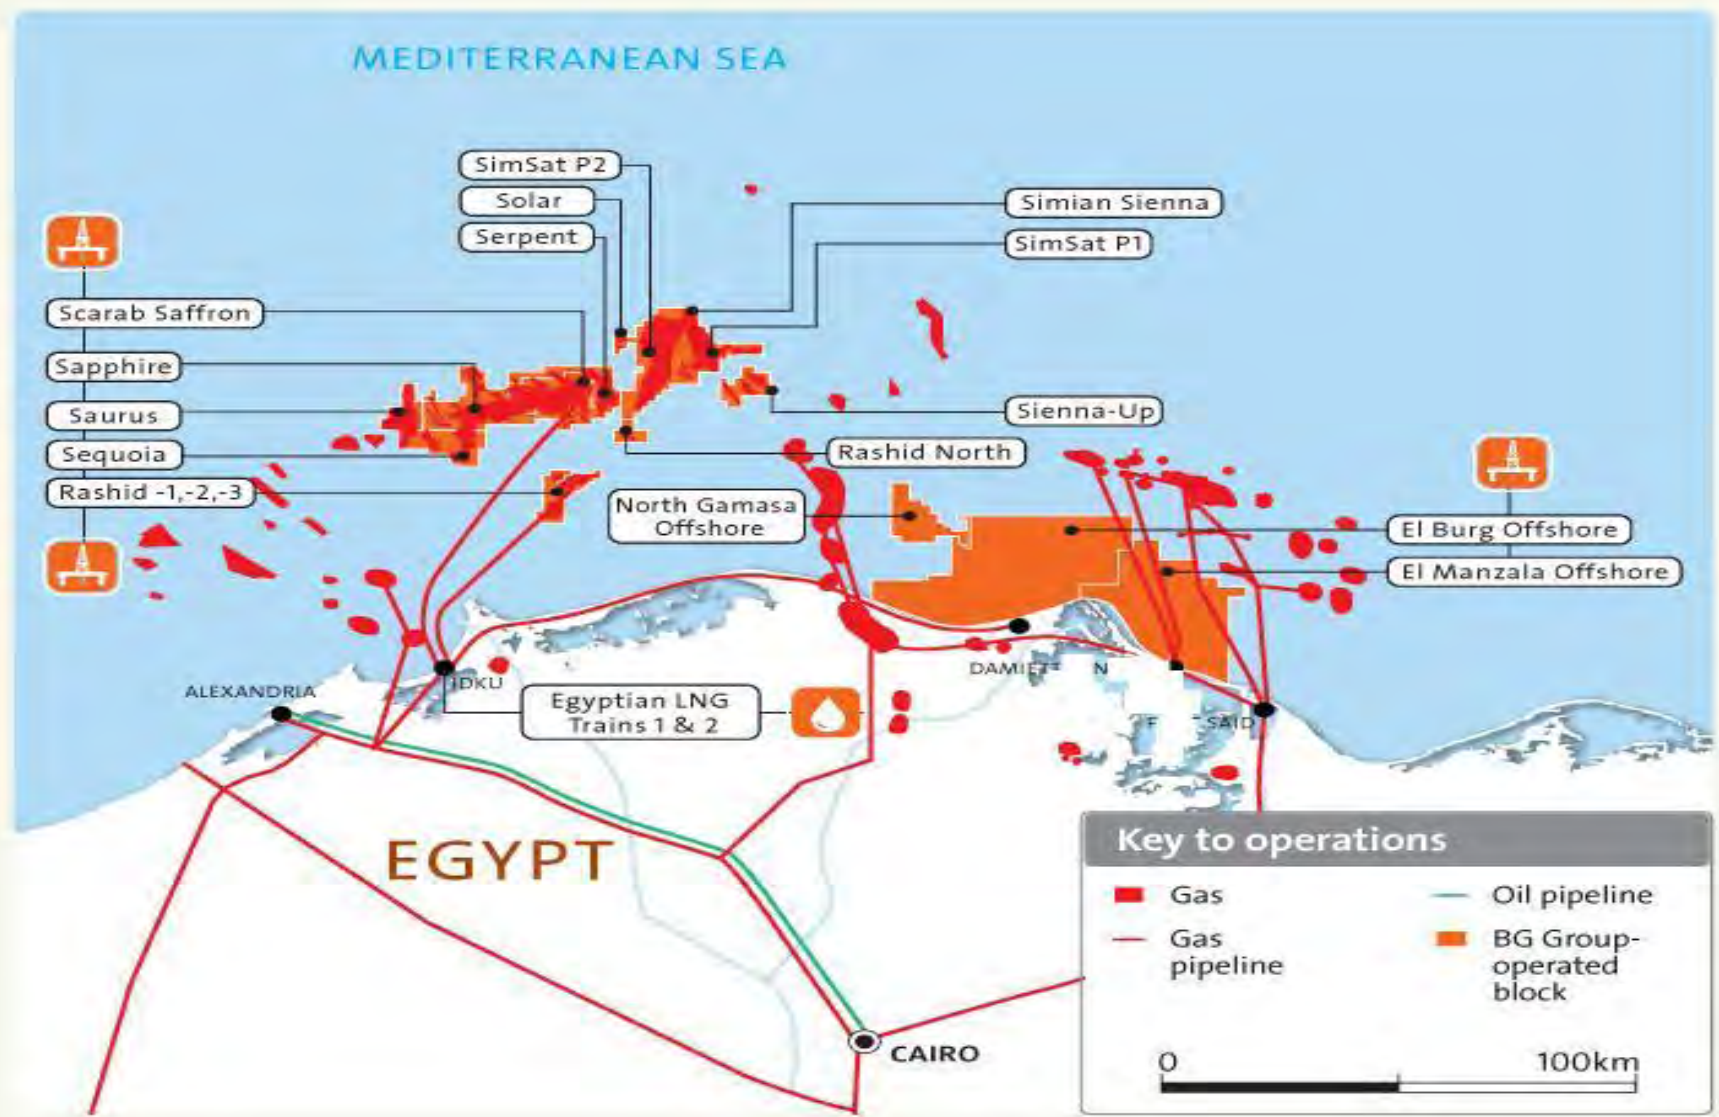 MEDITERRANEAN SEA
SimSat P2
Solar
Serpent
Simian Sienna
SimSat P1
Scarab Saffron
Sapphire
Saurus
Sequoia
Rashid -1,-2,-3
Sienna-Up
Rashid North
North Gamasa
Offshore
El Burg Offshore
El Manzala Offshore
ALEXANDRIA
IDKU
Egyptian LNG
Trains 1 & 2
SAID
EGYPT
CAIRO
Key to operations
Gas
Gas
pipeline
Oil pipeline
BG Group-
operated
block
0
100km